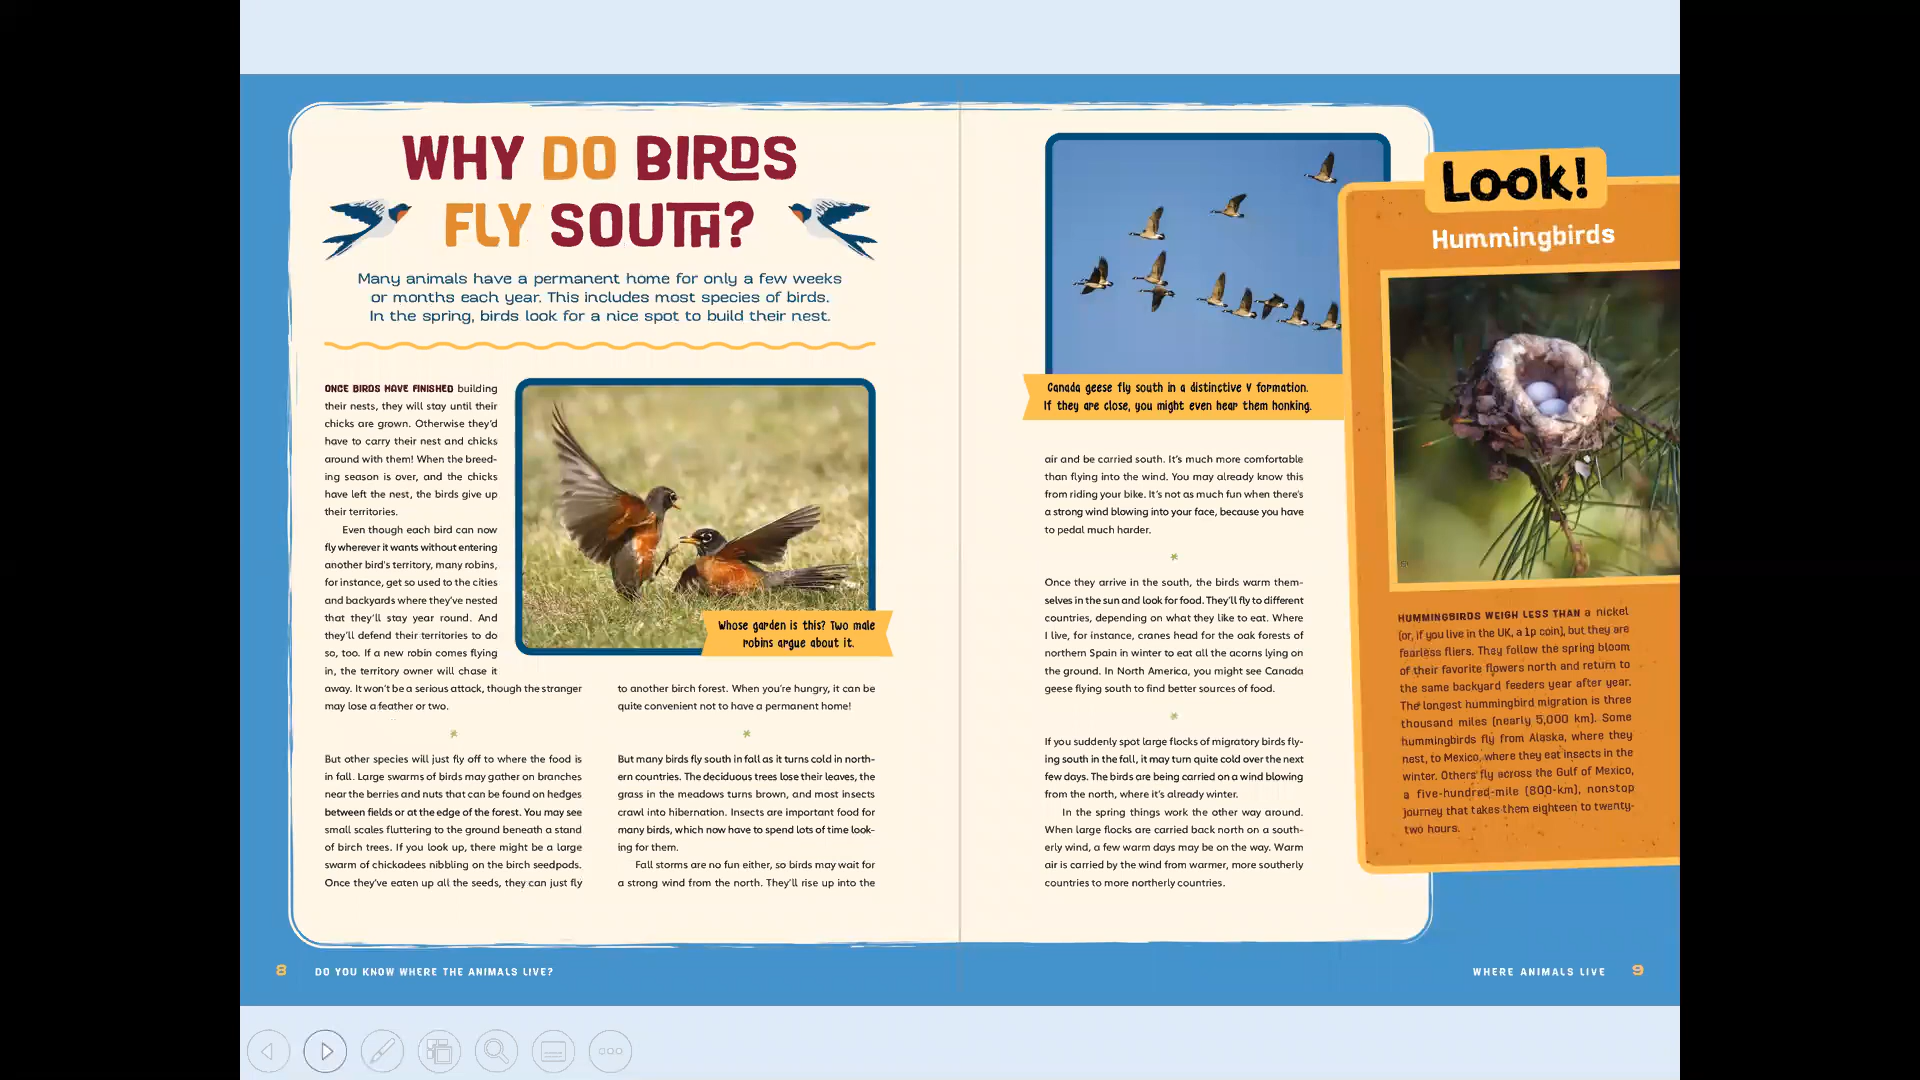 WHY DO BIRDS
FLY SOUTH?
Many animals have a permanent home for only a few weeks
or months each year. This includes most species of birds.
In the spring, birds look for a nice spot to build their nest.
ONCE BIRDS HAVE FINISHED building
their nests, they will stay until their
chicks are grown. Otherwise they'd
have to carry their nest and chicks
around with them! When the breed-
ing season is over, and the chicks
have left the nest, the birds give up
their territories.
Even though each bird can now
fly wherever it wants without entering
another bird's territory, many robins,
for instance, get so used to the cities
and backyards where they've nested
that they'll stay year round. And
they'll defend their territories to do
so, too. If a new robin comes flying
in, the territory owner will chase it
away. It won't be a serious attack, though the stranger
may lose a feather or two.
Whose garden is this? Two male
robins argue about it.
*
But other species will just fly off to where the food is
in fall. Large swarms of birds may gather on branches
near the berries and nuts that can be found on hedges
between fields or at the edge of the forest. You may see
small scales fluttering to the ground beneath a stand
of birch trees. If you look up, there might be a large
swarm of chickadees nibbling on the birch seedpods.
Once they've eaten up all the seeds, they can just fly
to another birch forest. When you're hungry, it can be
quite convenient not to have a permanent home!
*
But many birds fly south in fall as it turns cold in north-
ern countries. The deciduous trees lose their leaves, the
grass in the meadows turns brown, and most insects
crawl into hibernation. Insects are important food for
many birds, which now have to spend lots of time look-
ing for them.
Fall storms are no fun either, so birds may wait for
a strong wind from the north. They'll rise up into the
8 DO YOU KNOW WHERE THE ANIMALS LIVE?
Canada geese fly south in a distinctive V formation.
If they are close, you might even hear them honking.
air and be carried south. It's much more comfortable
than flying into the wind. You may already know this
from riding your bike. It's not as much fun when there's
a strong wind blowing into your face, because you have
to pedal much harder.
*
Once they arrive in the south, the birds warm them-
selves in the sun and look for food. They'll fly to different
countries, depending on what they like to eat. Where
I live, for instance, cranes head for the oak forests of
northern Spain in winter to eat all the acorns lying on
the ground. In North America, you might see Canada
geese flying south to find better sources of food.
*
If you suddenly spot large flocks of migratory birds fly-
ing south in the fall, it may turn quite cold over the next
few days. The birds are being carried on a wind blowing
from the north, where it's already winter.
In the spring things work the other way around.
When large flocks are carried back north on a south-
erly wind, a few warm days may be on the way. Warm
air is carried by the wind from warmer, more southerly
countries to more northerly countries.
Look!
Hummingbirds
HUMMINGBIRDS WEIGH LESS THAN a nickel
(or, if you live in the UK, a 1p coin), but they are
fearless fliers. They follow the spring bloom
of their favorite flowers north and return to
the same backyard feeders year after year.
The longest hummingbird migration is three
thousand miles (nearly 5,000 km). Some
hummingbirds fly from Alaska, where they
nest, to Mexico, where they eat insects in the
winter. Others fly across the Gulf of Mexico,
a five-hundred-mile (800-km), nonstop
journey that takes them eighteen to twenty-
two hours.
WHERE ANIMALS LIVE 9